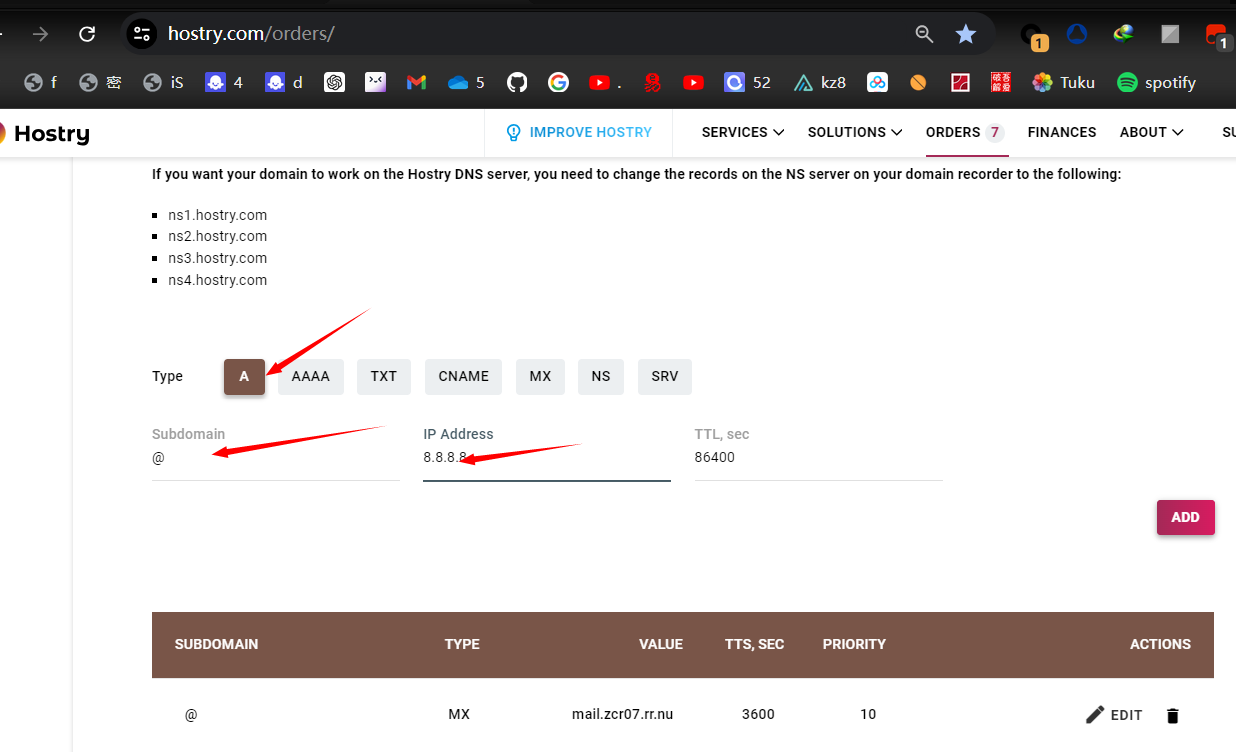 hostry.com/orders/
1
1
f 密 iS 4 d 5 . 52 kz8 破吾解爱 Tuku spotify
Hostry IMPROVE HOSTRY SERVICES SOLUTIONS ORDERS 7 FINANCES ABOUT SU
If you want your domain to work on the Hostry DNS server, you need to change the records on the NS server on your domain recorder to the following:
ns1.hostry.com
ns2.hostry.com
ns3.hostry.com
ns4.hostry.com
Type A AAAA TXT CNAME MX NS SRV
Subdomain IP Address TTL, sec
@ 8.8.8.8 86400
ADD
SUBDOMAIN TYPE VALUE TTS, SEC PRIORITY ACTIONS
@ MX mail.zcr07.rr.nu 3600 10 EDIT